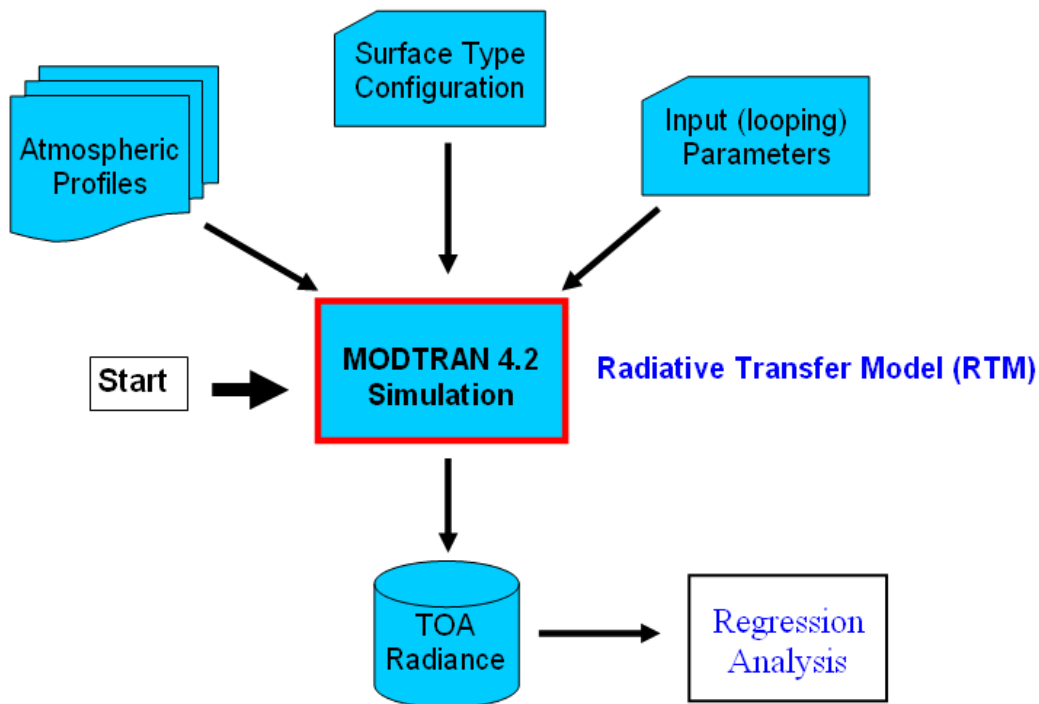 Surface Type
Configuration
Atmospheric
Profiles
Input (looping)
Parameters
MODTRAN 4.2
Simulation
Radiative Transfer Model (RTM)
Start
TOA
Radiance
Regression
Analysis